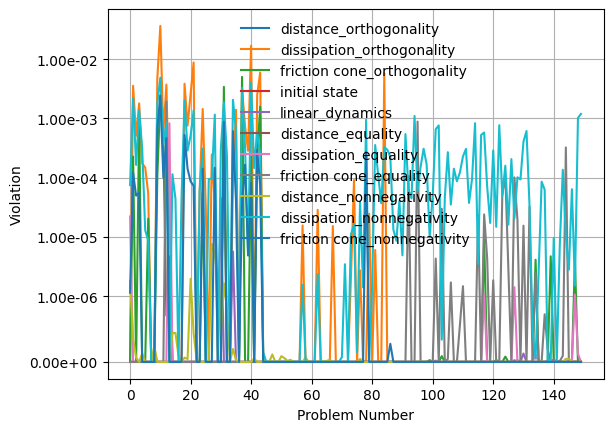 distance_orthogonality
dissipation_orthogonality
friction cone_orthogonality
initial state
linear_dynamics
distance_equality
dissipation_equality
friction cone_equality
distance_nonnegativity
dissipation_nonnegativity
friction cone_nonnegativity
1.00e-02
1.00e-03
1.00e-04
1.00e-05
1.00e-06
0.00e+00
Violation
0 20 40 60 80 100 120 140
Problem Number